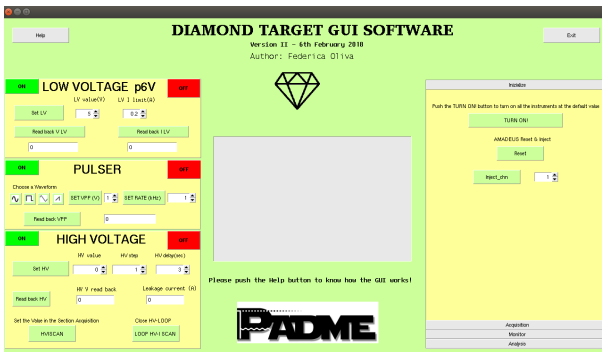 Help
DIAMOND TARGET GUI SOFTWARE
Version II - 6th February 2018
Author: Federica Oliva
Exit
ON
LOW VOLTAGE p6V
OFF
LV value(V)
LV I limit(A)
Set LV
5
0.2
Read back V LV
Read back I LV
0
0
ON
PULSER
OFF
Choose a Waveform
SET VPP (V)
1
SET RATE (kHz)
1
Read back VPP
0
ON
HIGH VOLTAGE
OFF
HV value
HV step
HV delay(sec)
Set HV
0
1
3
HV V read back
Leakage current (A)
Read back HV
0
0
Set the Value in the Section Acquisition
Close HV-LOOP
HV/ISCAN
LOOP HV-I SCAN
Please push the Help button to know how the GUI works!
PADME
Initialize
Push the TURN ON! button to turn on all the instruments at the default value
TURN ON!
AMADEUS Reset & Inject
Reset
Inject_chn
1
Acquisition
Monitor
Analysis